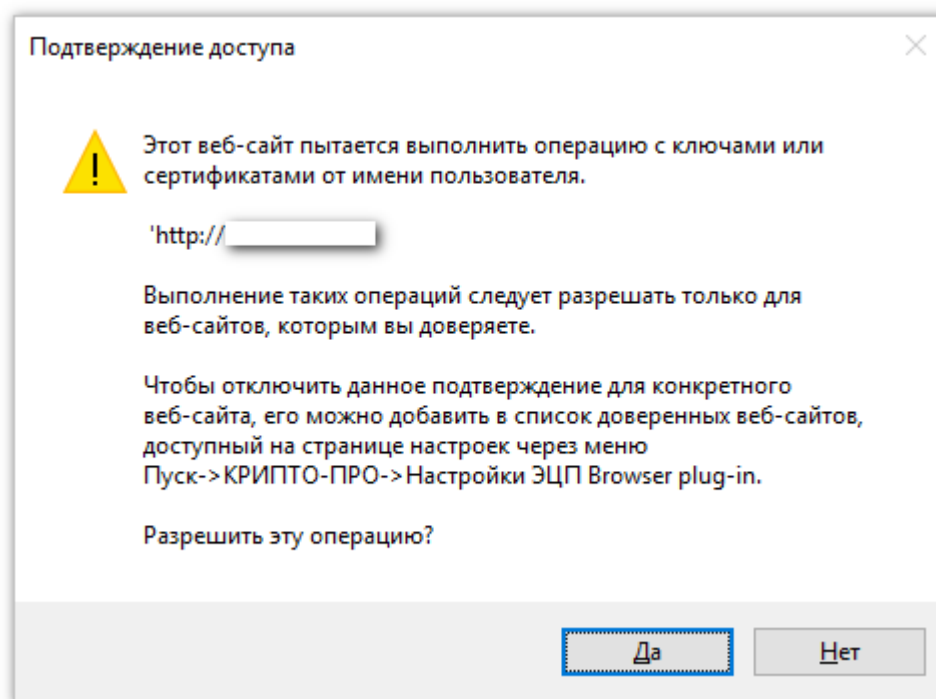 Подтверждение доступа
Этот веб-сайт пытается выполнить операцию с ключами или
сертификатами от имени пользователя.
'http://
Выполнение таких операций следует разрешать только для
веб-сайтов, которым вы доверяете.
Чтобы отключить данное подтверждение для конкретного
веб-сайта, его можно добавить в список доверенных веб-сайтов,
доступный на странице настроек через меню
Пуск->КРИПТО-ПРО->Настройки ЭЦП Browser plug-in.
Разрешить эту операцию?
Да
Нет